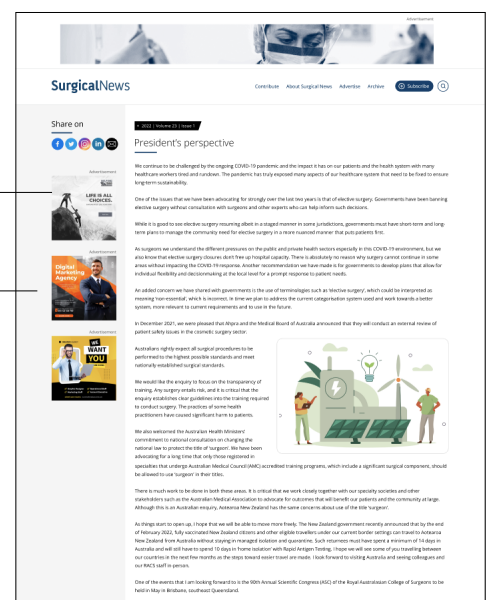 Advertisement
SurgicalNews
Contribute About Surgical News Advertise Archive Subscribe
Share on
« 2022 | Volume 23 | Issue 1
President's perspective
We continue to be challenged by the ongoing COVID-19 pandemic and the impact it has on our patients and the health system with many
healthcare workers tired and rundown. The pandemic has truly exposed many aspects of our healthcare system that need to be fixed to ensure
long-term sustainability.
One of the issues that we have been advocating for strongly over the last two years is that of elective surgery. Governments have been banning
elective surgery without consultation with surgeons and other experts who can help inform such decisions.
While it is good to see elective surgery resuming albeit in a staged manner in some jurisdictions, governments must have short-term and long-
term plans to manage the community need for elective surgery in a more nuanced manner that puts patients first.
As surgeons we understand the different pressures on the public and private health sectors especially in this COVID-19 environment, but we
also know that elective surgery closures don't free up hospital capacity. There is absolutely no reason why surgery cannot continue in some
areas without impacting the COVID-19 response. Another recommendation we have made is for governments to develop plans that allow for
individual flexibility and decisionmaking at the local level for a prompt response to patient needs.
An added concern we have shared with governments is the use of terminologies such as 'elective surgery', which could be interpreted as
meaning 'non-essential', which is incorrect. In time we plan to address the current categorisation system used and work towards a better
system, more relevant to current requirements and to use in the future.
In December 2021, we were pleased that Ahpra and the Medical Board of Australia announced that they will conduct an external review of
patient safety issues in the cosmetic surgery sector.
Australians rightly expect all surgical procedures to be
performed to the highest possible standards and meet
nationally established surgical standards.
We would like the enquiry to focus on the transparency of
training. Any surgery entails risk, and it is critical that the
enquiry establishes clear guidelines into the training required
to conduct surgery. The practices of some health
practitioners have caused significant harm to patients.
We also welcomed the Australian Health Ministers'
commitment to national consultation on changing the
national law to protect the title of 'surgeon'. We have been
advocating for a long time that only those registered in
specialties that undergo Australian Medical Council (AMC) accredited training programs, which include a significant surgical component, should
be allowed to use 'surgeon' in their titles.
There is much work to be done in both these areas. It is critical that we work closely together with our specialty societies and other
stakeholders such as the Australian Medical Association to advocate for outcomes that will benefit our patients and the community at large.
Although this is an Australian enquiry, Aotearoa New Zealand has the same concerns about use of the title 'surgeon'.
As things start to open up, I hope that we will be able to move more freely. The New Zealand government recently announced that by the end
of February 2022, fully vaccinated New Zealand citizens and other eligible travellers under our current border settings can travel to Aotearoa
New Zealand from Australia without staying in managed isolation and quarantine. Such returnees must have spent a minimum of 14 days in
Australia and will still have to spend 10 days in 'home isolation' with Rapid Antigen Testing. I hope we will see some of you travelling between
our countries in the next few months as the steps toward easier travel are made. I look forward to visiting Australia and seeing colleagues and
our RACS staff in-person.
One of the events that I am looking forward to is the 90th Annual Scientific Congress (ASC) of the Royal Australasian College of Surgeons to be
held in May in Brisbane, southeast Queensland.
Advertisement
LIFE IS ALL
CHOICES.
Advertisement
Digital
Marketing
Agency
Advertisement
WE
WANT
YOU